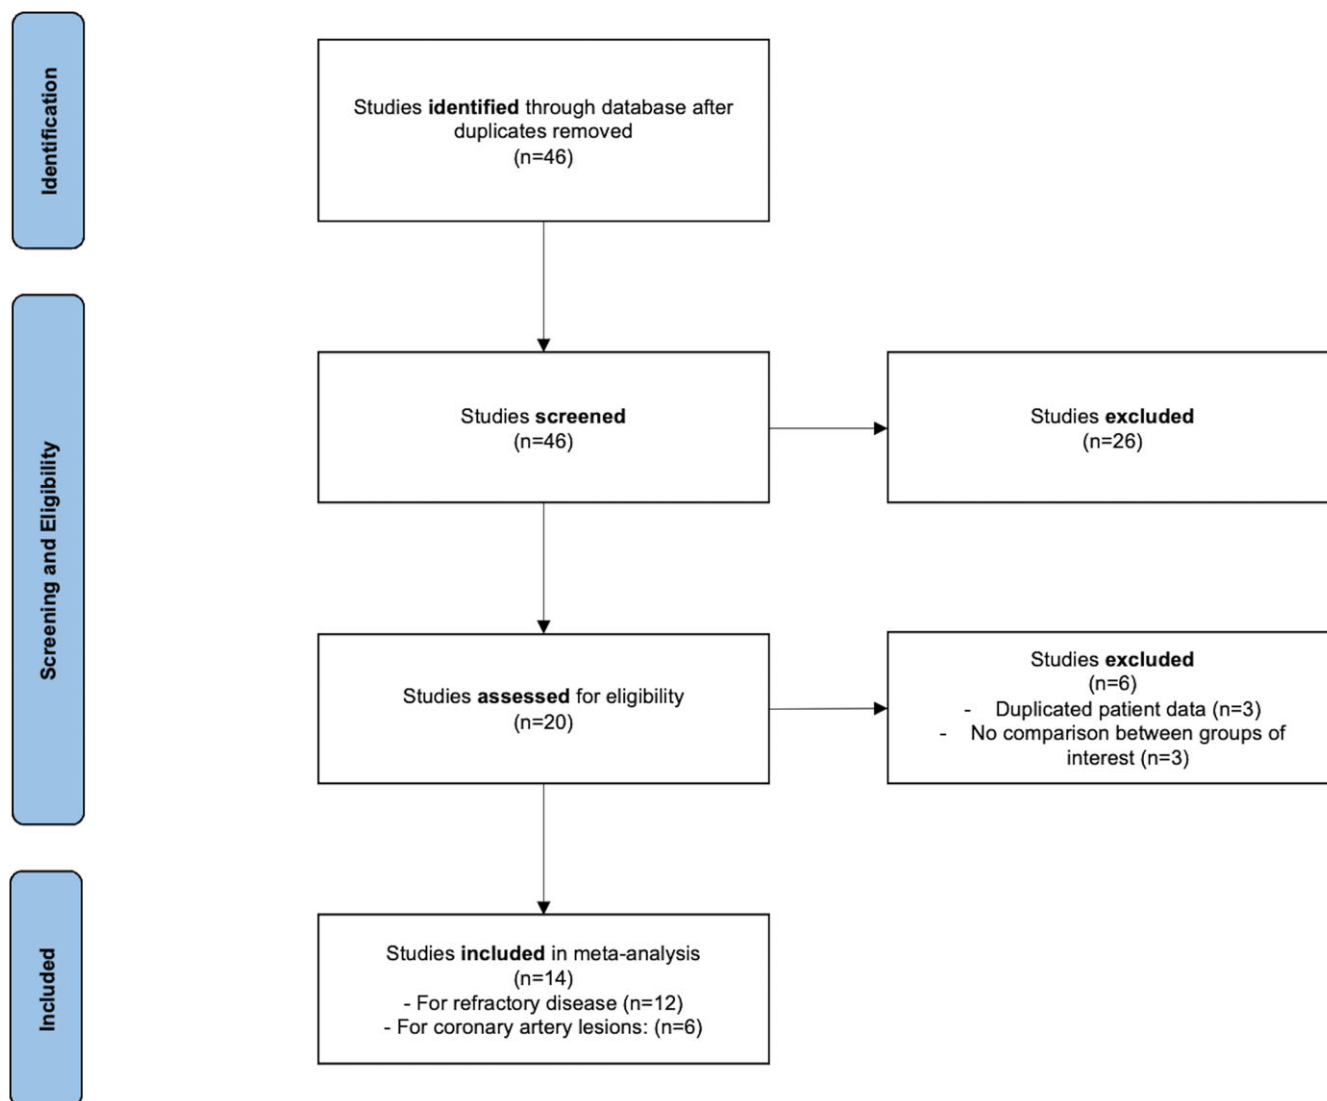 Identification
Studies identified through database after
duplicates removed
(n=46)
Screening and Eligibility
Studies screened
(n=46)
Studies excluded
(n=26)
Studies assessed for eligibility
(n=20)
Studies excluded
(n=6)
- Duplicated patient data (n=3)
- No comparison between groups of
interest (n=3)
Included
Studies included in meta-analysis
(n=14)
- For refractory disease (n=12)
- For coronary artery lesions: (n=6)